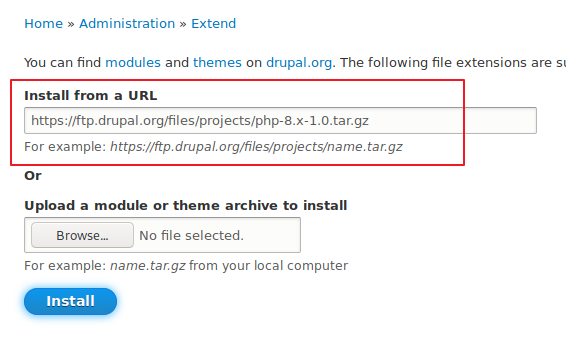 Home » Administration » Extend
You can find modules and themes on drupal.org. The following file extensions are
Install from a URL
https://ftp.drupal.org/files/projects/php-8.x-1.0.tar.gz
For example: https://ftp.drupal.org/files/projects/name.tar.gz
Or
Upload a module or theme archive to install
Browse... No file selected.
For example: name.tar.gz from your local computer
Install